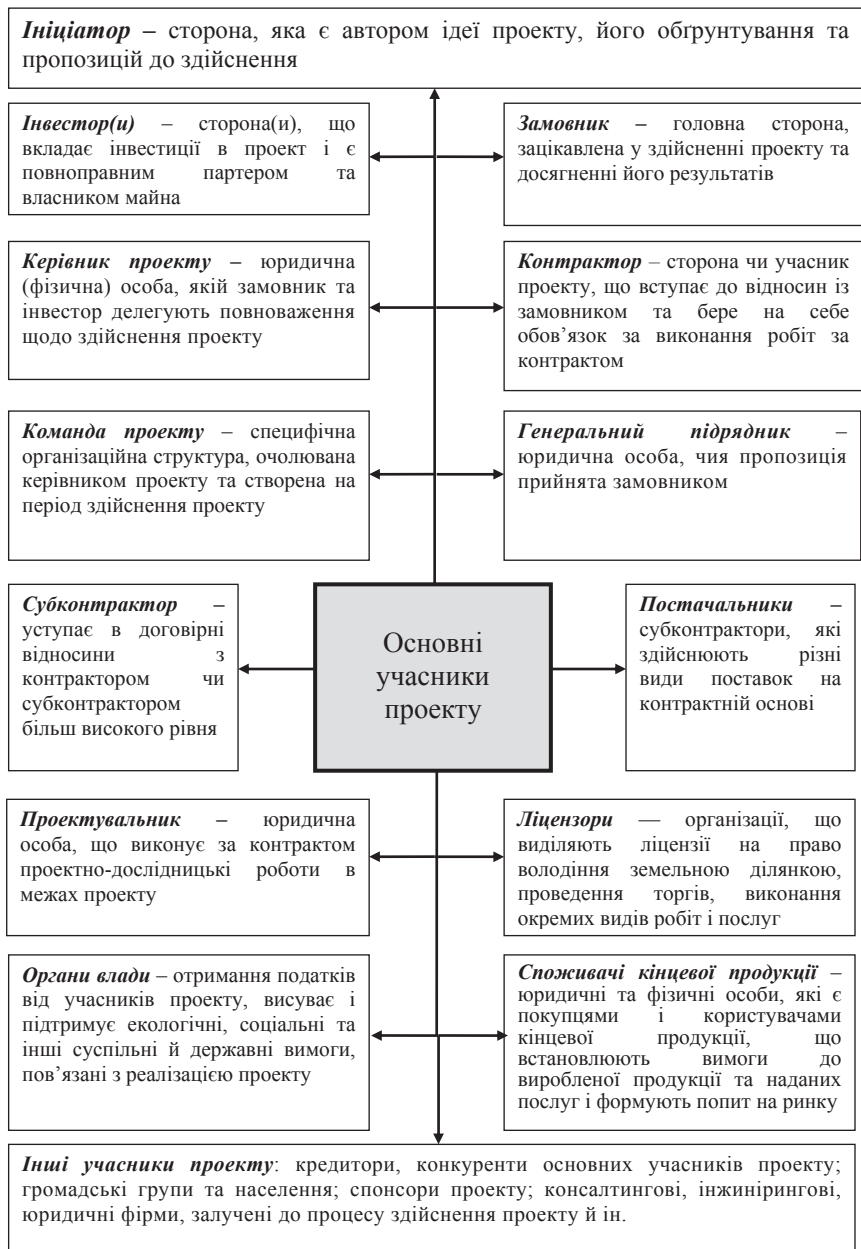 Ініціатор – сторона, яка є автором ідеї проекту, його обґрунтування та
пропозицій до здійснення
Інвестор(и) – сторона(и), що
вкладає інвестиції в проект і є
повноправним партером та
власником майна
Замовник – головна сторона,
зацікавлена у здійсненні проекту та
досягненні його результатів
Керівник проекту – юридична
(фізична) особа, якій замовник та
інвестор делегують повноваження
щодо здійснення проекту
Контрактор – сторона чи учасник
проекту, що вступає до відносин із
замовником та бере на себе
обов’язок за виконання робіт за
контрактом
Команда проекту – специфічна
організаційна структура, очолювана
керівником проекту та створена на
період здійснення проекту
Генеральний підрядник –
юридична особа, чия пропозиція
прийнята замовником
Субконтрактор –
уступає в договірні
відносини з
контрактором чи
субконтрактором
більш високого рівня
Основні
учасники
проекту
Постачальники –
субконтрактори, які
здійснюють різні
види поставок на
контрактній основі
Проектувальник – юридична
особа, що виконує за контрактом
проектно-дослідницькі роботи в
межах проекту
Ліцензори — організації, що
виділяють ліцензії на право
володіння земельною ділянкою,
проведення торгів, виконання
окремих видів робіт і послуг
Органи влади – отримання податків
від учасників проекту, висуває і
підтримує екологічні, соціальні та
інші суспільні й державні вимоги,
пов’язані з реалізацією проекту
Споживачі кінцевої продукції –
юридичні та фізичні особи, які є
покупцями і користувачами
кінцевої продукції, що
встановлюють вимоги до
виробленої продукції та наданих
послуг і формують попит на ринку
Інші учасники проекту: кредитори, конкуренти основних учасників проекту;
громадські групи та населення; спонсори проекту; консалтингові, інжинірингові,
юридичні фірми, залучені до процесу здійснення проекту й ін.